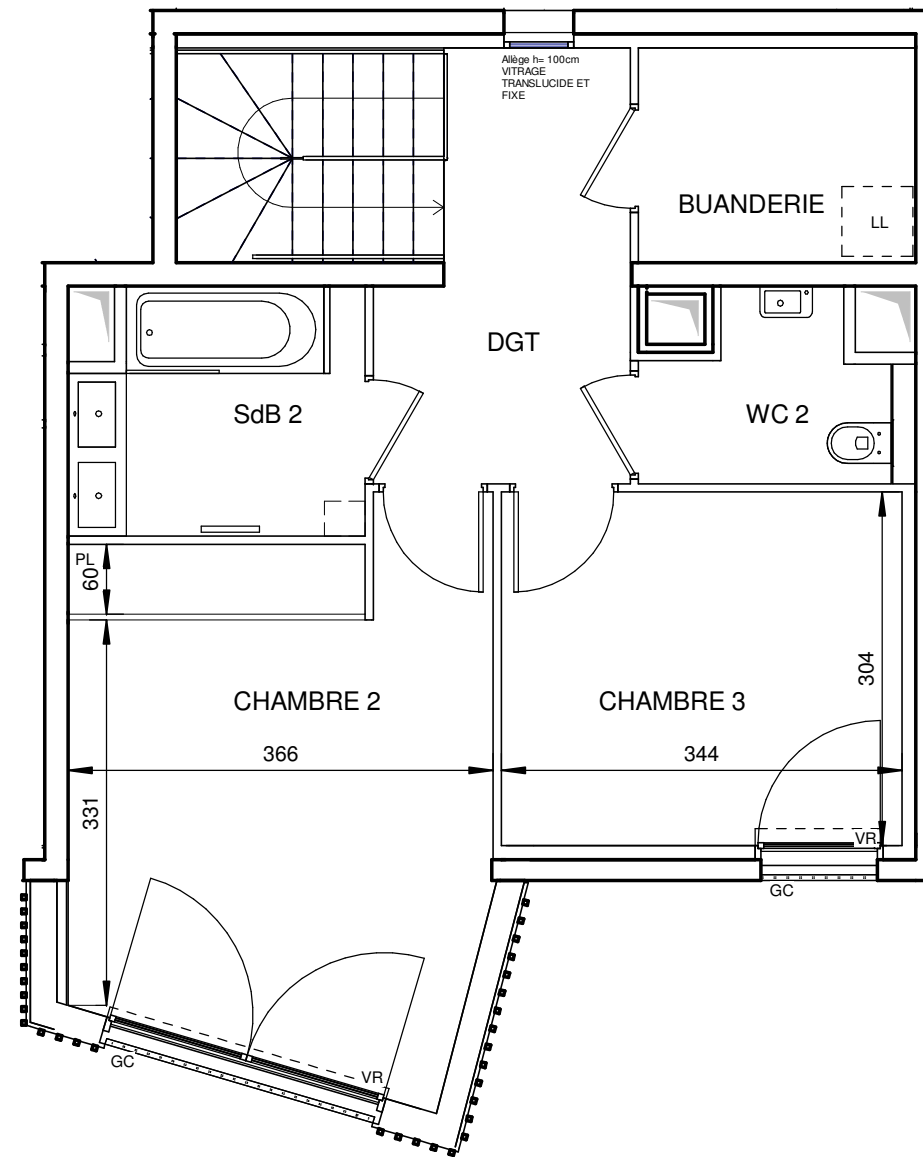 Allège h= 100cm
VITRAGE
TRANSLUCIDE ET
FIXE
BUANDERIE
LL
DGT
SdB 2
WC 2
PL
60
CHAMBRE 2
CHAMBRE 3
304
366
344
331
VR
GC
GC
VR